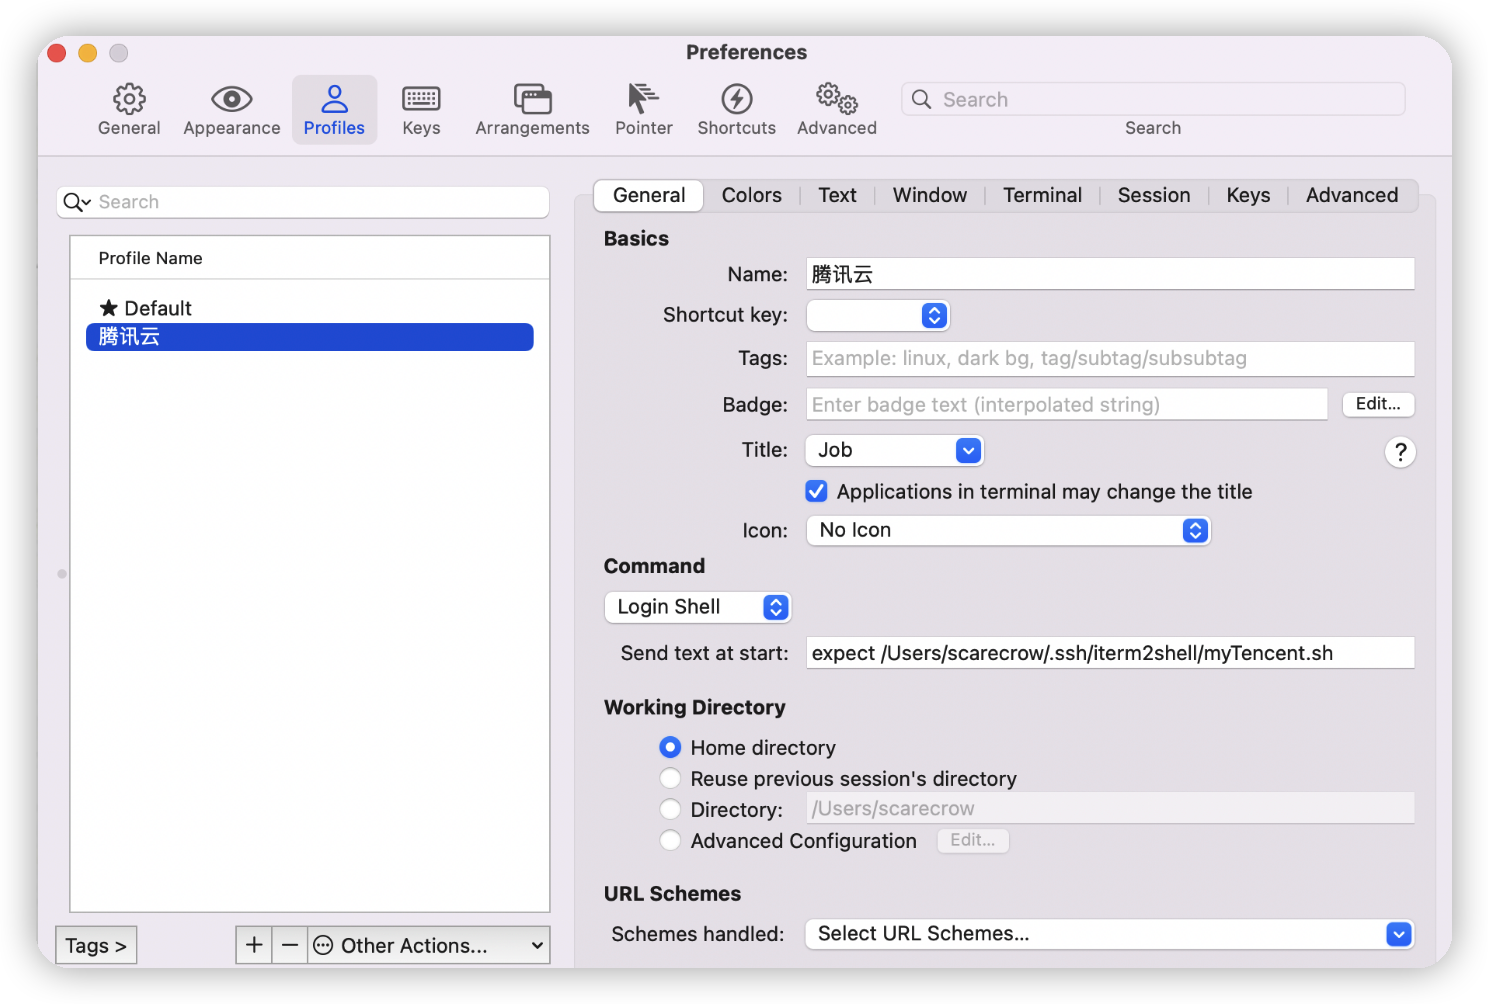 Preferences
General
Appearance
Profiles
Keys
Arrangements
Pointer
Shortcuts
Advanced
Search
Search
Search
Profile Name
★ Default
腾讯云
Tags >
+
−
Other Actions...
General
Colors
Text
Window
Terminal
Session
Keys
Advanced
Basics
Name: 腾讯云
Shortcut key:
Tags: Example: linux, dark bg, tag/subtag/subsubtag
Badge: Enter badge text (interpolated string) Edit...
Title: Job ?
Applications in terminal may change the title
Icon: No Icon
Command
Login Shell
Send text at start: expect /Users/scarecrow/.ssh/iterm2shell/myTencent.sh
Working Directory
Home directory
Reuse previous session's directory
Directory: /Users/scarecrow
Advanced Configuration Edit...
URL Schemes
Schemes handled: Select URL Schemes...